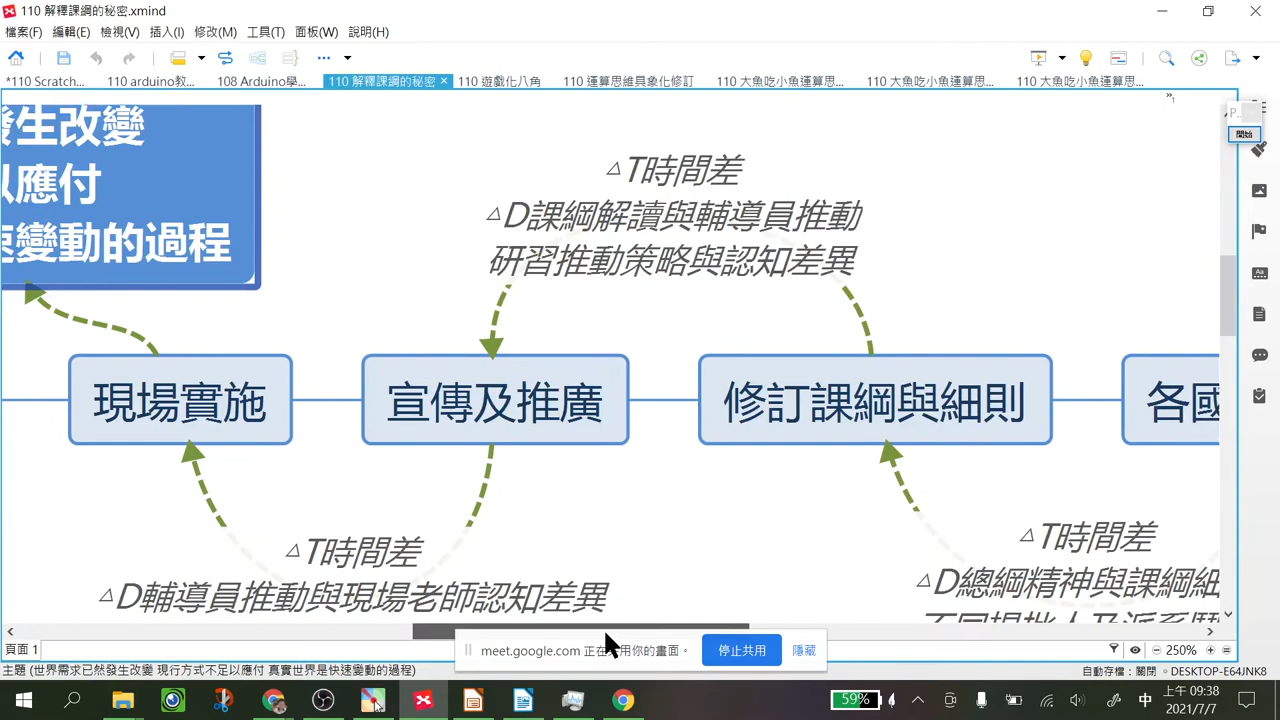 110 解釋課綱的秘密.xmind
檔案(F) 編輯(E) 檢視(V) 插入(I) 修改(M) 工具(T) 面板(W) 說明(H)
*110 Scratch... 110 arduino教... 108 Arduino學... 110 解釋課綱的秘密 110 遊戲化八角 110 運算思維具象化修訂 110 大魚吃小魚運算思... 110 大魚吃小魚運算思... 110 大魚吃小魚運算思...
P...
開始
發生改變
以應付
速變動的過程
△T時間差
△D課綱解讀與輔導員推動
研習推動策略與認知差異
現場實施
宣傳及推廣
修訂課綱與細則
各國
△T時間差
△D輔導員推動與現場老師認知差異
△T時間差
△D總綱精神與課綱細
meet.google.com 正在共用你的畫面。 停止共用 隱藏
頁面 1
250%
主題 (世界需求已然發生改變 現行方式不足以應付 真實世界是快速變動的過程)
自動存檔：關閉 。DESKTOP-E64JNK8
59%
中
上午 09:38
2021/7/7